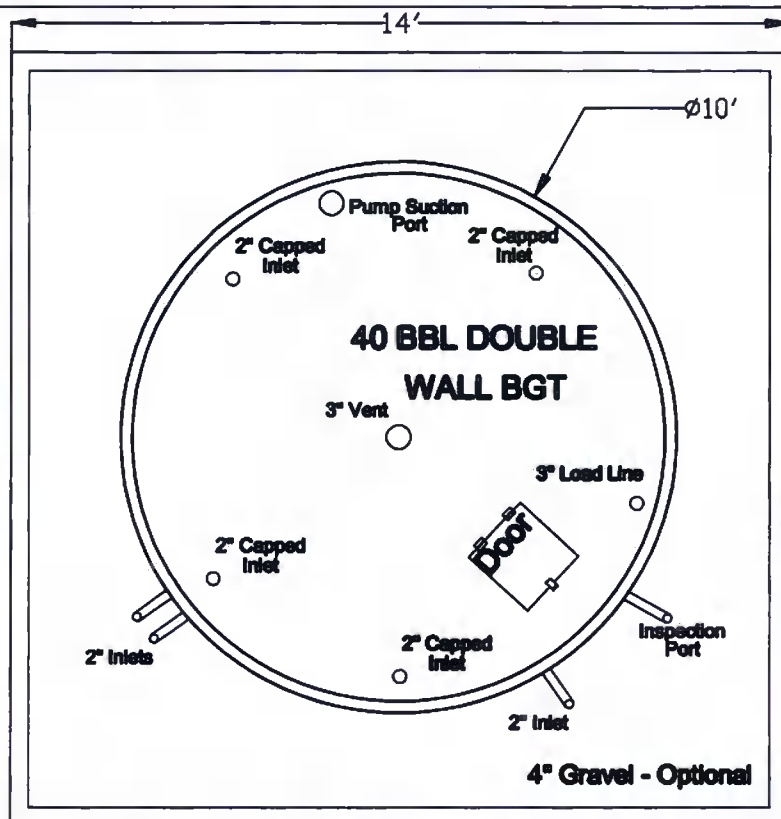 14'
ø10'
Pump Suction
Port
2" Capped
Inlet
2" Capped
Inlet
40 BBL DOUBLE
WALL BGT
3" Vent
3" Load Line
Door
2" Capped
Inlet
2" Capped
Inlet
Inspection
Port
2" Inlets
2" Inlet
4" Gravel - Optional